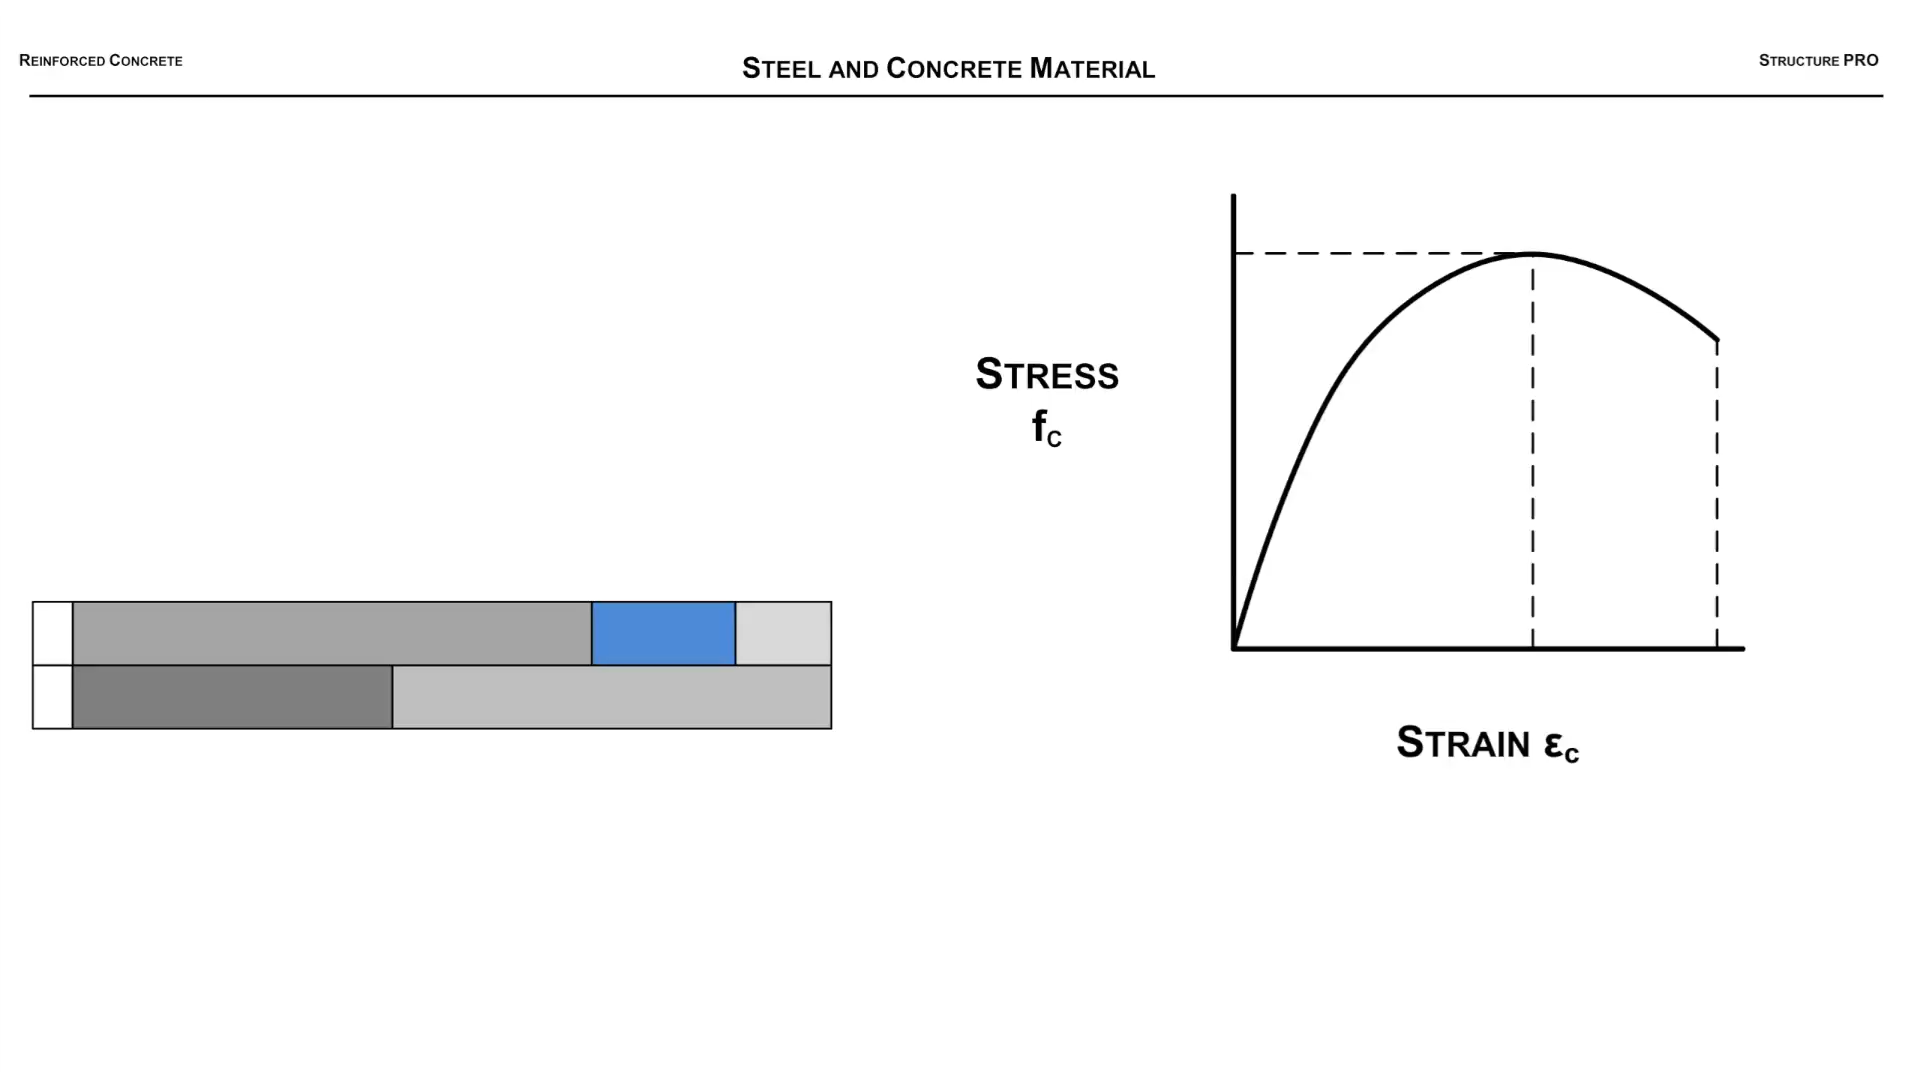 REINFORCED CONCRETE
STEEL AND CONCRETE MATERIAL
STRUCTURE PRO
STRESS
fc
STRAIN εc